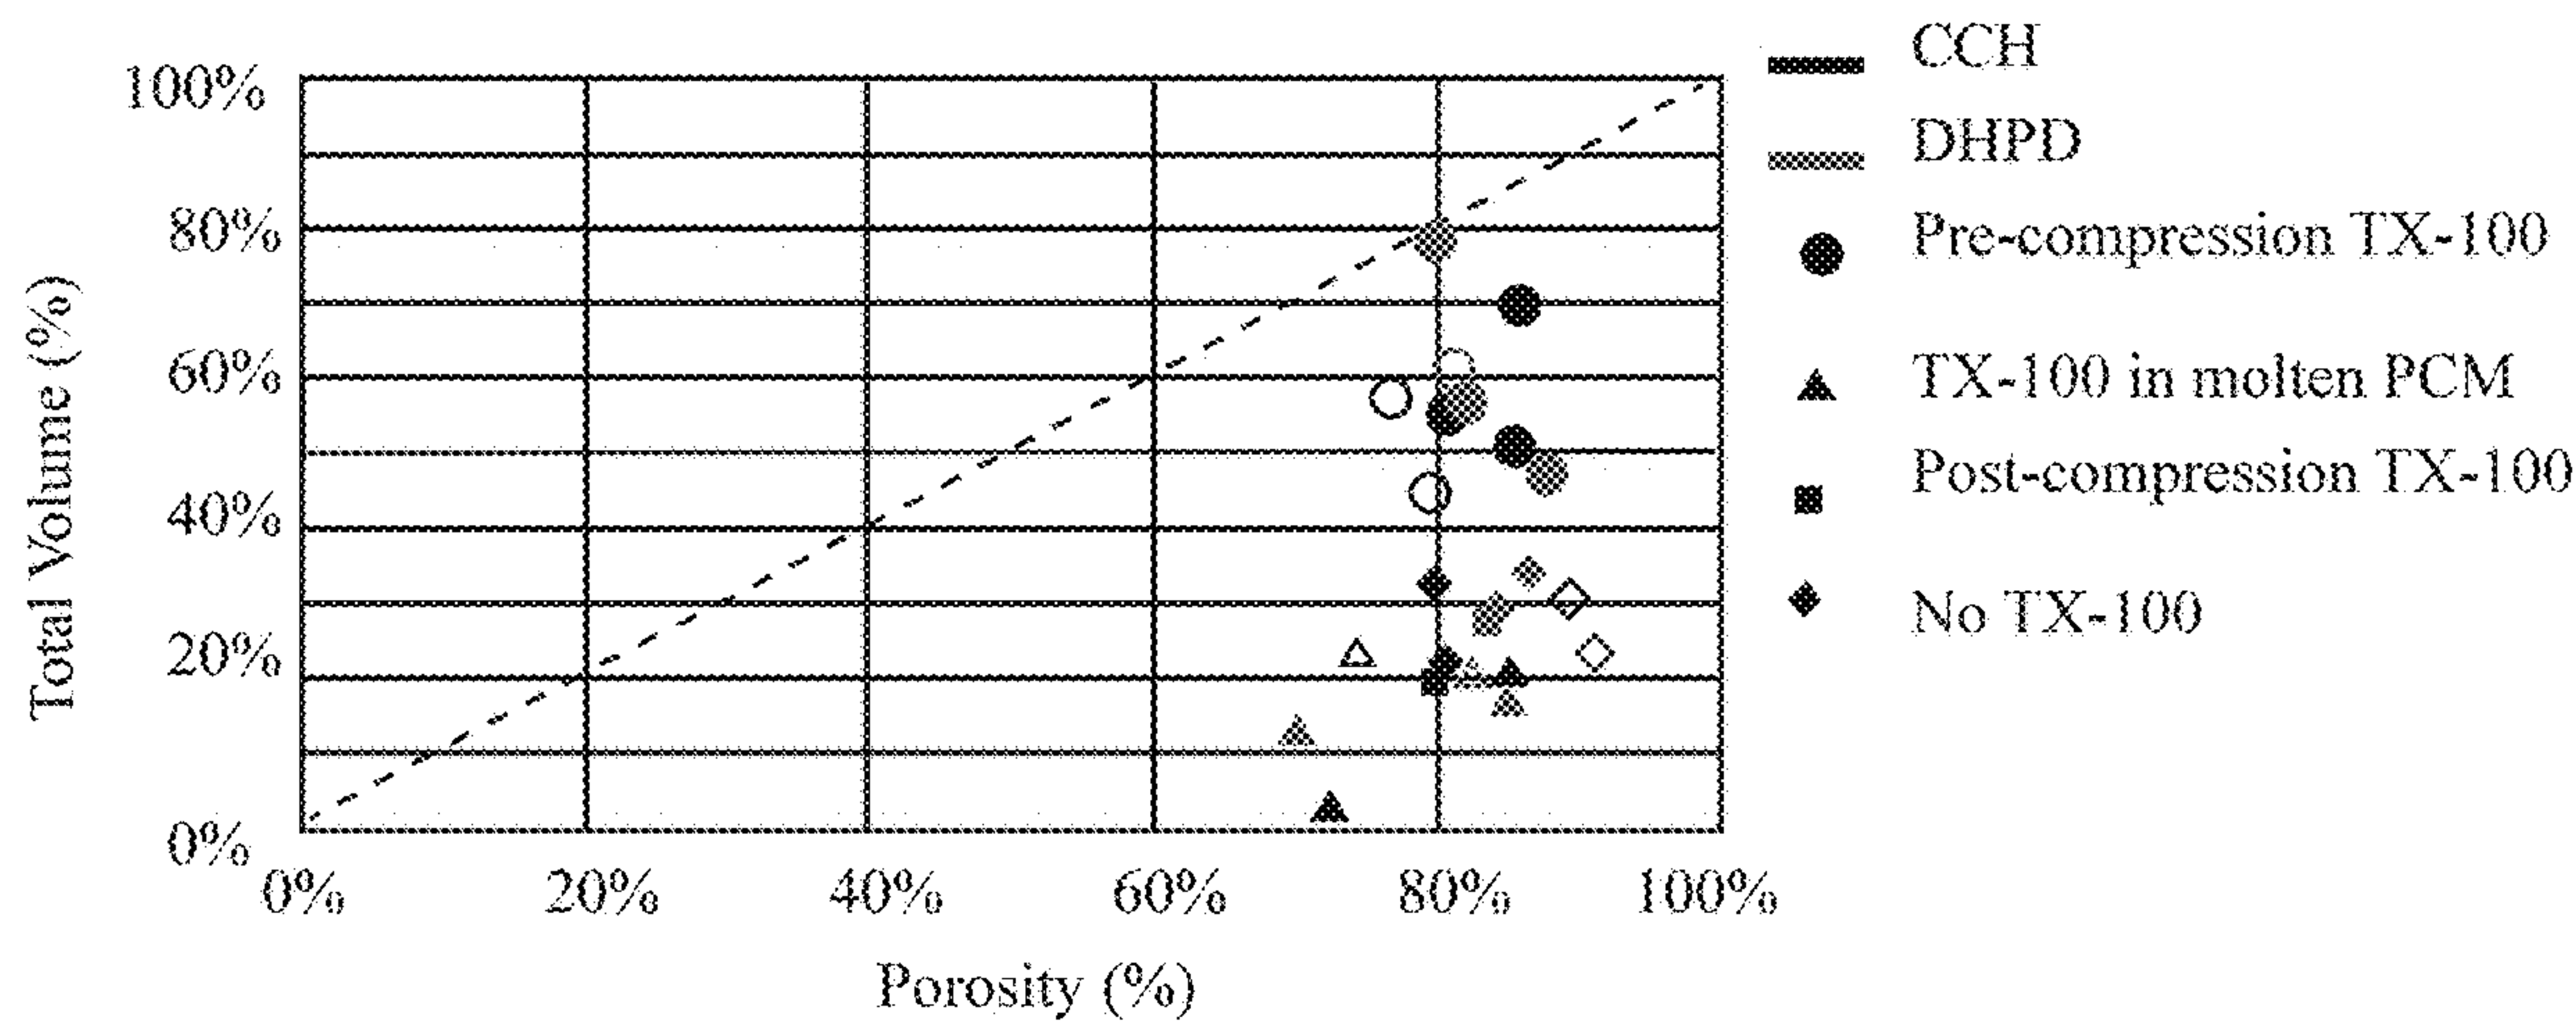 CCH
DHPD
Pre-compression TX-100
TX-100 in molten PCM
Post-compression TX-100
No TX-100
Total Volume (%)
100%
80%
60%
40%
20%
0%
0% 20% 40% 60% 80% 100%
Porosity (%)